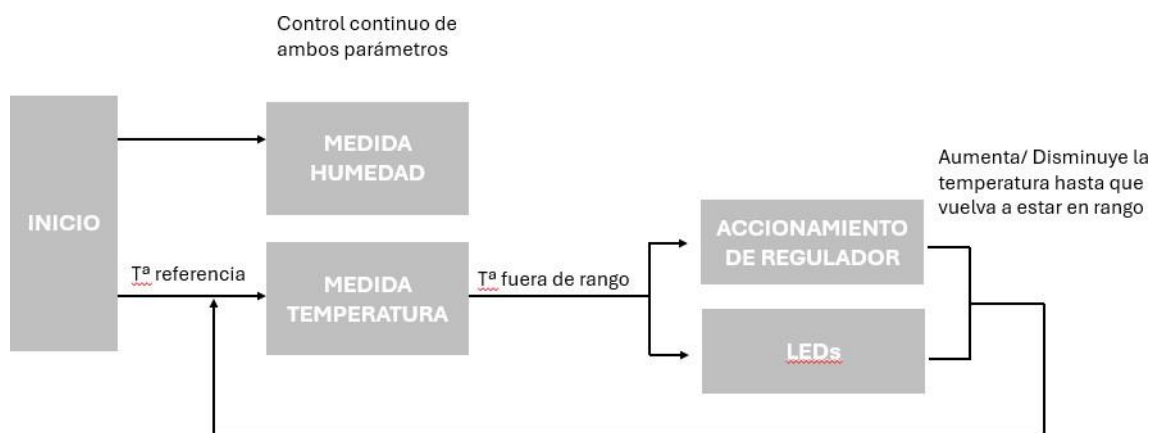 Control continuo de
ambos parámetros
INICIO
MEDIDA
HUMEDAD
Tª referencia
MEDIDA
TEMPERATURA
Tª fuera de rango
ACCIONAMIENTO
DE REGULADOR
LEDs
Aumenta/ Disminuye la
temperatura hasta que
vuelva a estar en rango